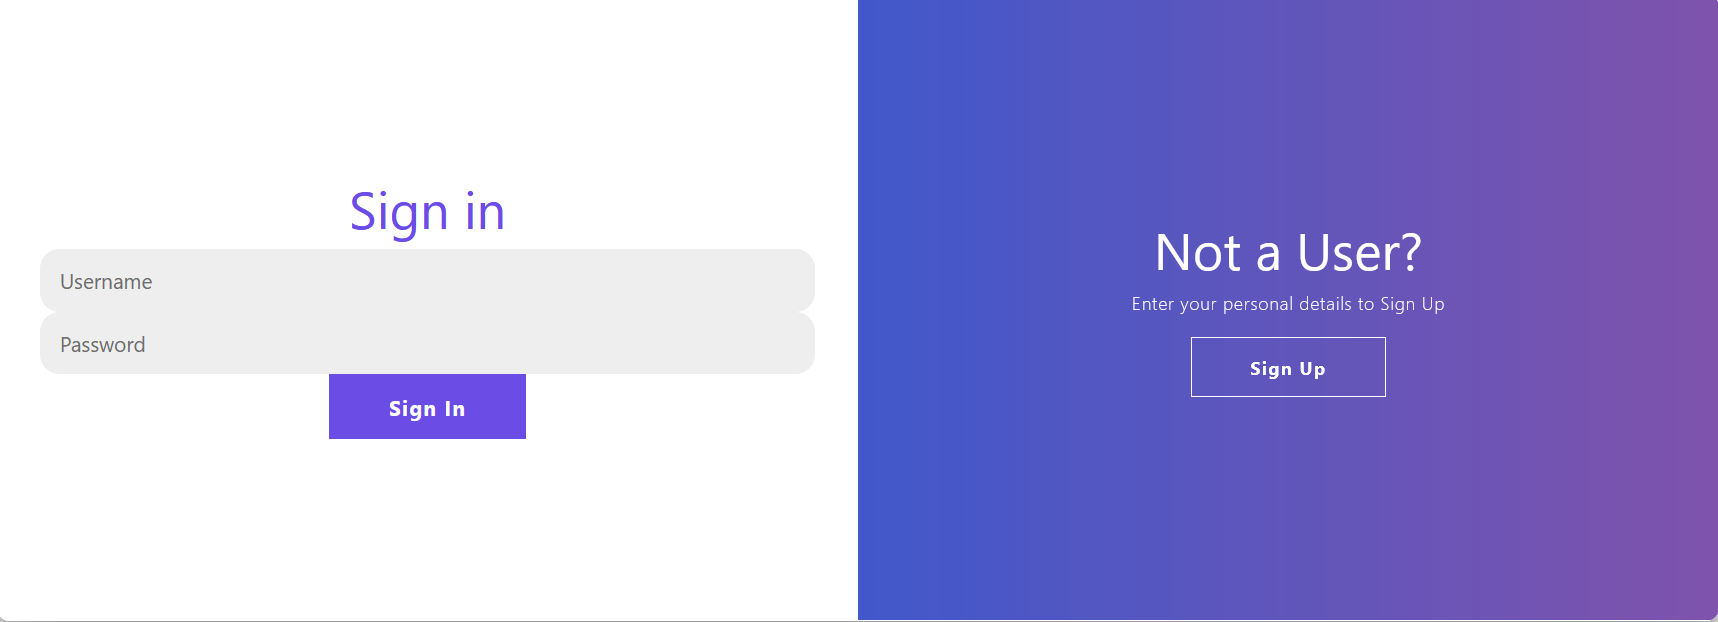 Sign in
Username
Password
Sign In
Not a User?
Enter your personal details to Sign Up
Sign Up